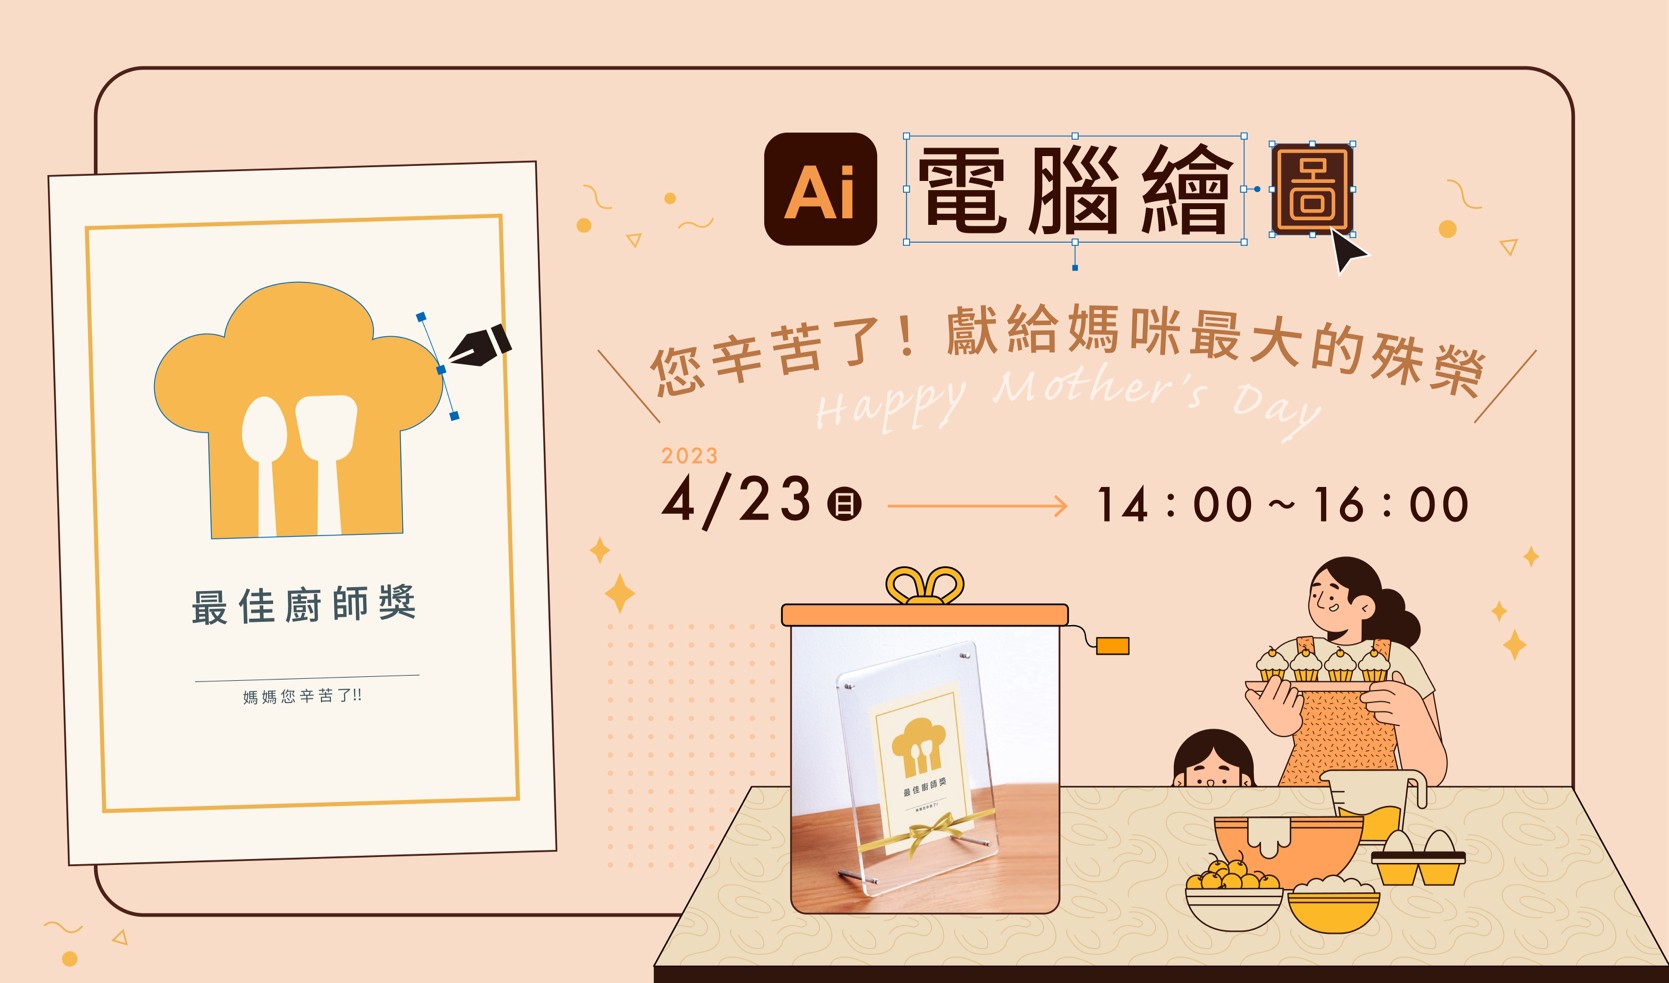 Ai 電腦繪圖
您辛苦了！獻給媽咪最大的殊榮
Happy Mother's Day
2023
4/23 日 14:00~16:00
最佳廚師獎
媽媽您辛苦了!!
最佳廚師獎